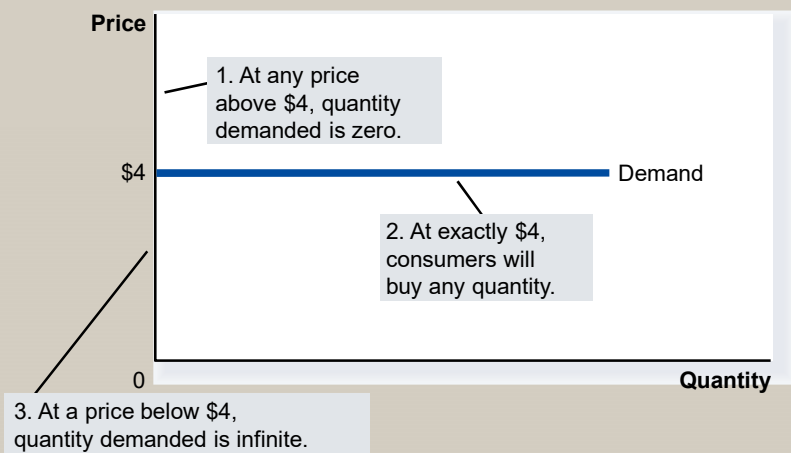 Price
1. At any price
above $4, quantity
demanded is zero.
$4
Demand
2. At exactly $4,
consumers will
buy any quantity.
0
Quantity
3. At a price below $4,
quantity demanded is infinite.